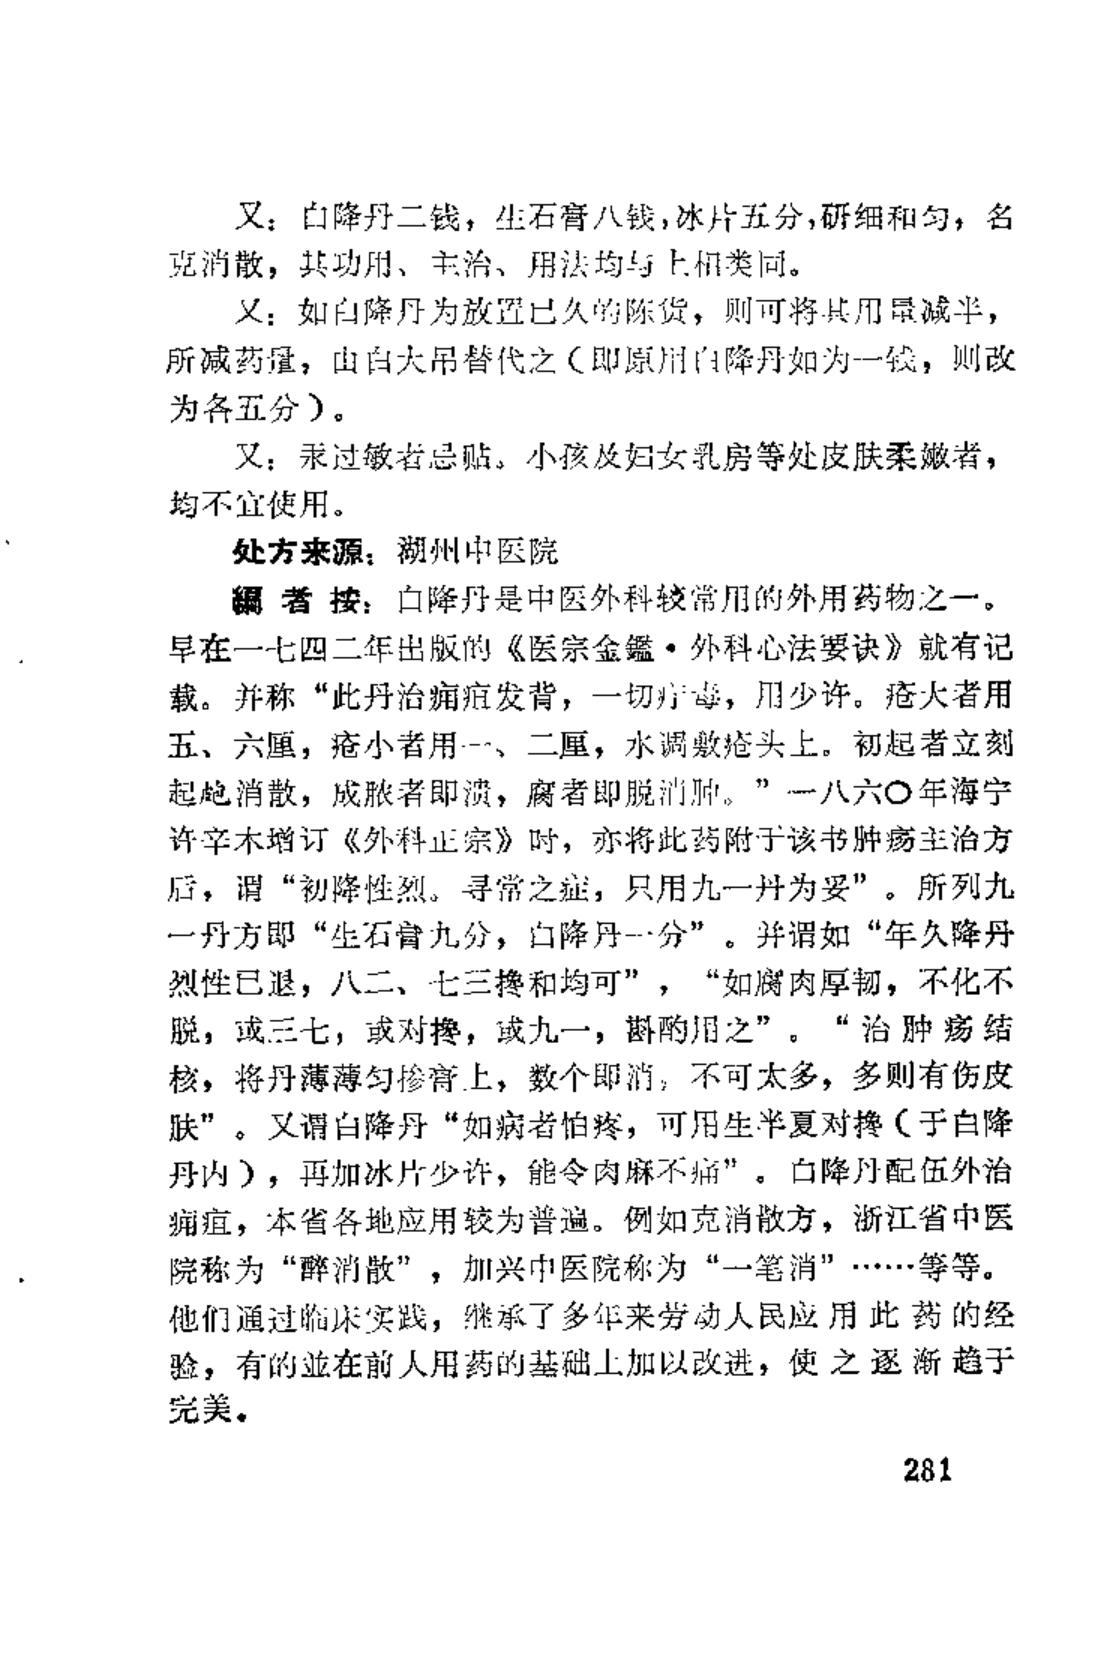 又：白降丹二钱，生石膏八钱，冰片五分，研细和匀，名
克消散，其功用、主治、用法均与上相类同。
又：如白降丹为放置已久的陈货，则可将其用量减半，
所减药量，由白大吊替代之（即原用白降丹如为一钱，则改
为各五分）。
又：汞过敏者忌贴。小孩及妇女乳房等处皮肤柔嫩者，
均不宜使用。
处方来源：湖州中医院
编者按：白降丹是中医外科较常用的外用药物之一。
早在一七四二年出版的《医宗金鑑·外科心法要诀》就有记
载。并称“此丹治痈疽发背，一切疔毒，用少许。疮大者用
五、六厘，疮小者用一、二厘，水调敷疮头上。初起者立刻
起疱消散，成脓者即溃，腐者即脱消肿。”一八六〇年海宁
许辛木增订《外科正宗》时，亦将此药附于该书肿疡主治方
后，谓“初降性烈。寻常之症，只用九一丹为妥”。所列九
一丹方即“生石膏九分，白降丹一分”。并谓如“年久降丹
烈性已退，八二、七三搀和均可”，“如腐肉厚韧，不化不
脱，或三七，或对搀，或九一，斟酌用之”。“治肿疡结
核，将丹薄薄匀掺膏上，数个即消，不可太多，多则有伤皮
肤”。又谓白降丹“如病者怕疼，可用生半夏对搀（于白降
丹内），再加冰片少许，能令肉麻不痛”。白降丹配伍外治
痈疽，本省各地应用较为普遍。例如克消散方，浙江省中医
院称为“醉消散”，加兴中医院称为“一笔消”……等等。
他们通过临床实践，继承了多年来劳动人民应用此药的经
验，有的並在前人用药的基础上加以改进，使之逐渐趋于
完美。
281